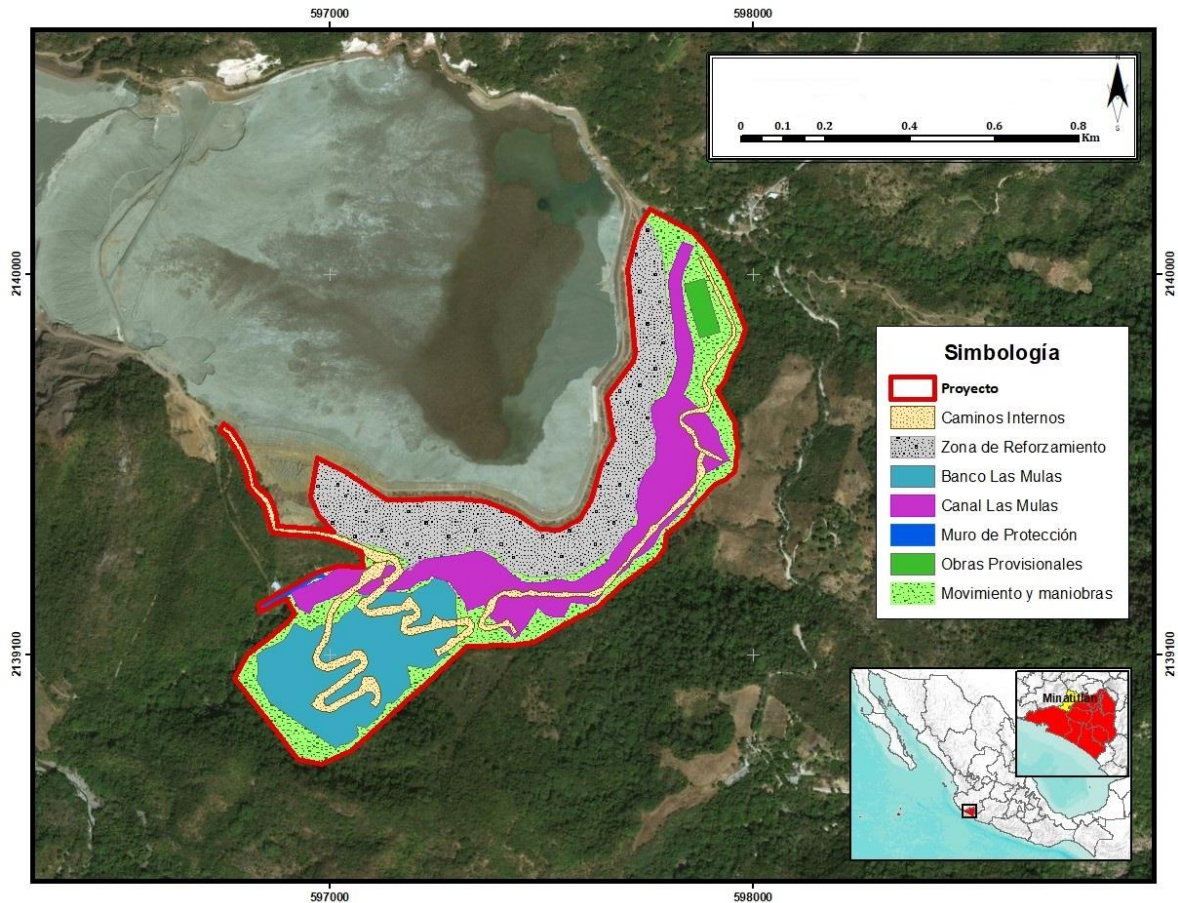 597000
598000
N
S
0
0.1
0.2
0.4
0.6
0.8
Km
2140000
2140000
Simbología
Proyecto
Caminos Internos
Zona de Reforzamiento
Banco Las Mulas
Canal Las Mulas
Muro de Protección
Obras Provisionales
Movimiento y maniobras
2139100
2139100
Minatitlán
597000
598000